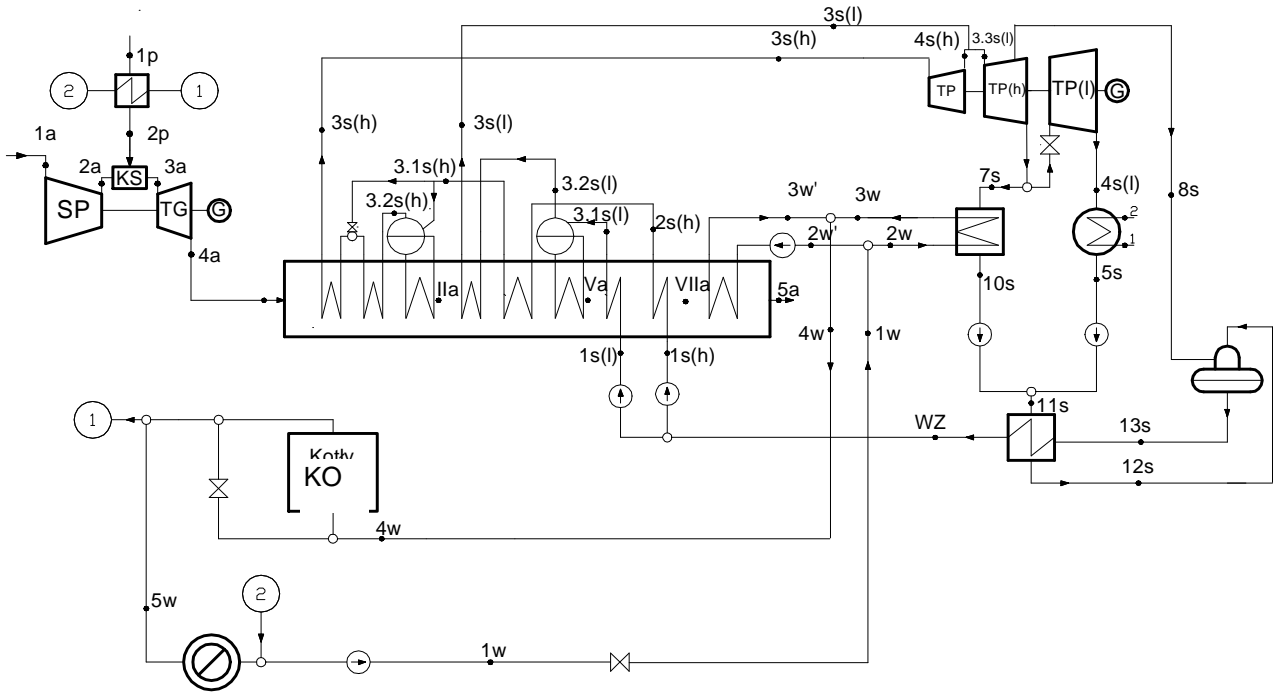 3s(l)
3s(h)
4s(h)
3.3s(l)
1p
2
1
TP
TP(h)
TP(l)
G
1a
2p
3s(h)
3s(l)
2a
KS
3a
3.1s(h)
7s
SP
TG
G
3.2s(h)
3.2s(l)
3.1s(l)
2s(h)
3w'
3w
4s(l)
8s
2
2w'
2w
1
4a
10s
5s
IIa
Va
VIIa
5a
4w
1w
1s(l)
1s(h)
11s
1
WZ
13s
Kotły
KO
12s
4w
2
5w
1w